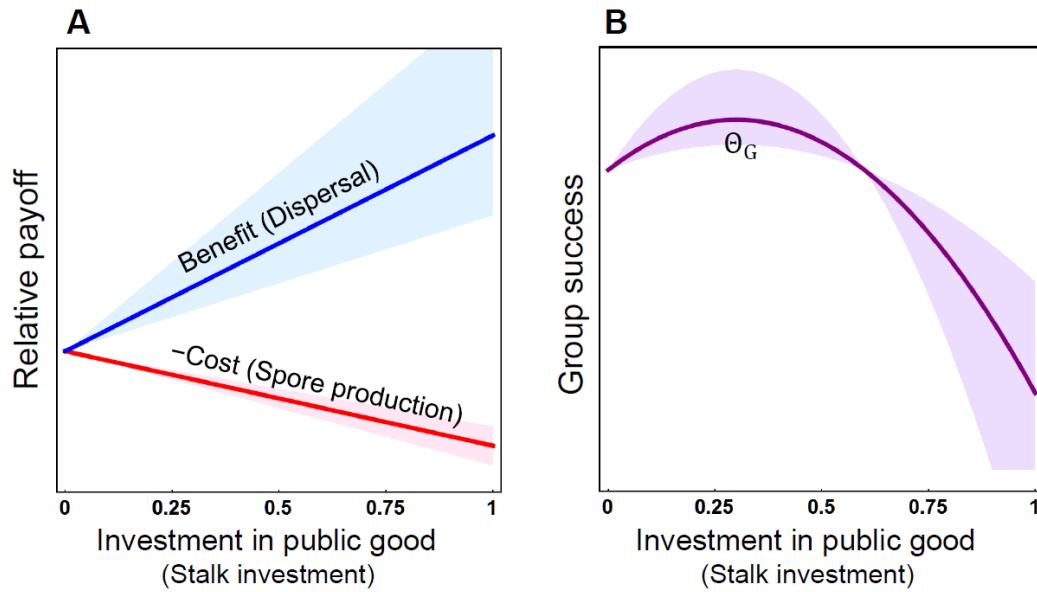 A
Relative payoff
Benefit (Dispersal)
−Cost (Spore production)
0 0.25 0.5 0.75 1
Investment in public good
(Stalk investment)
B
Group success
Θ_G
0 0.25 0.5 0.75 1
Investment in public good
(Stalk investment)